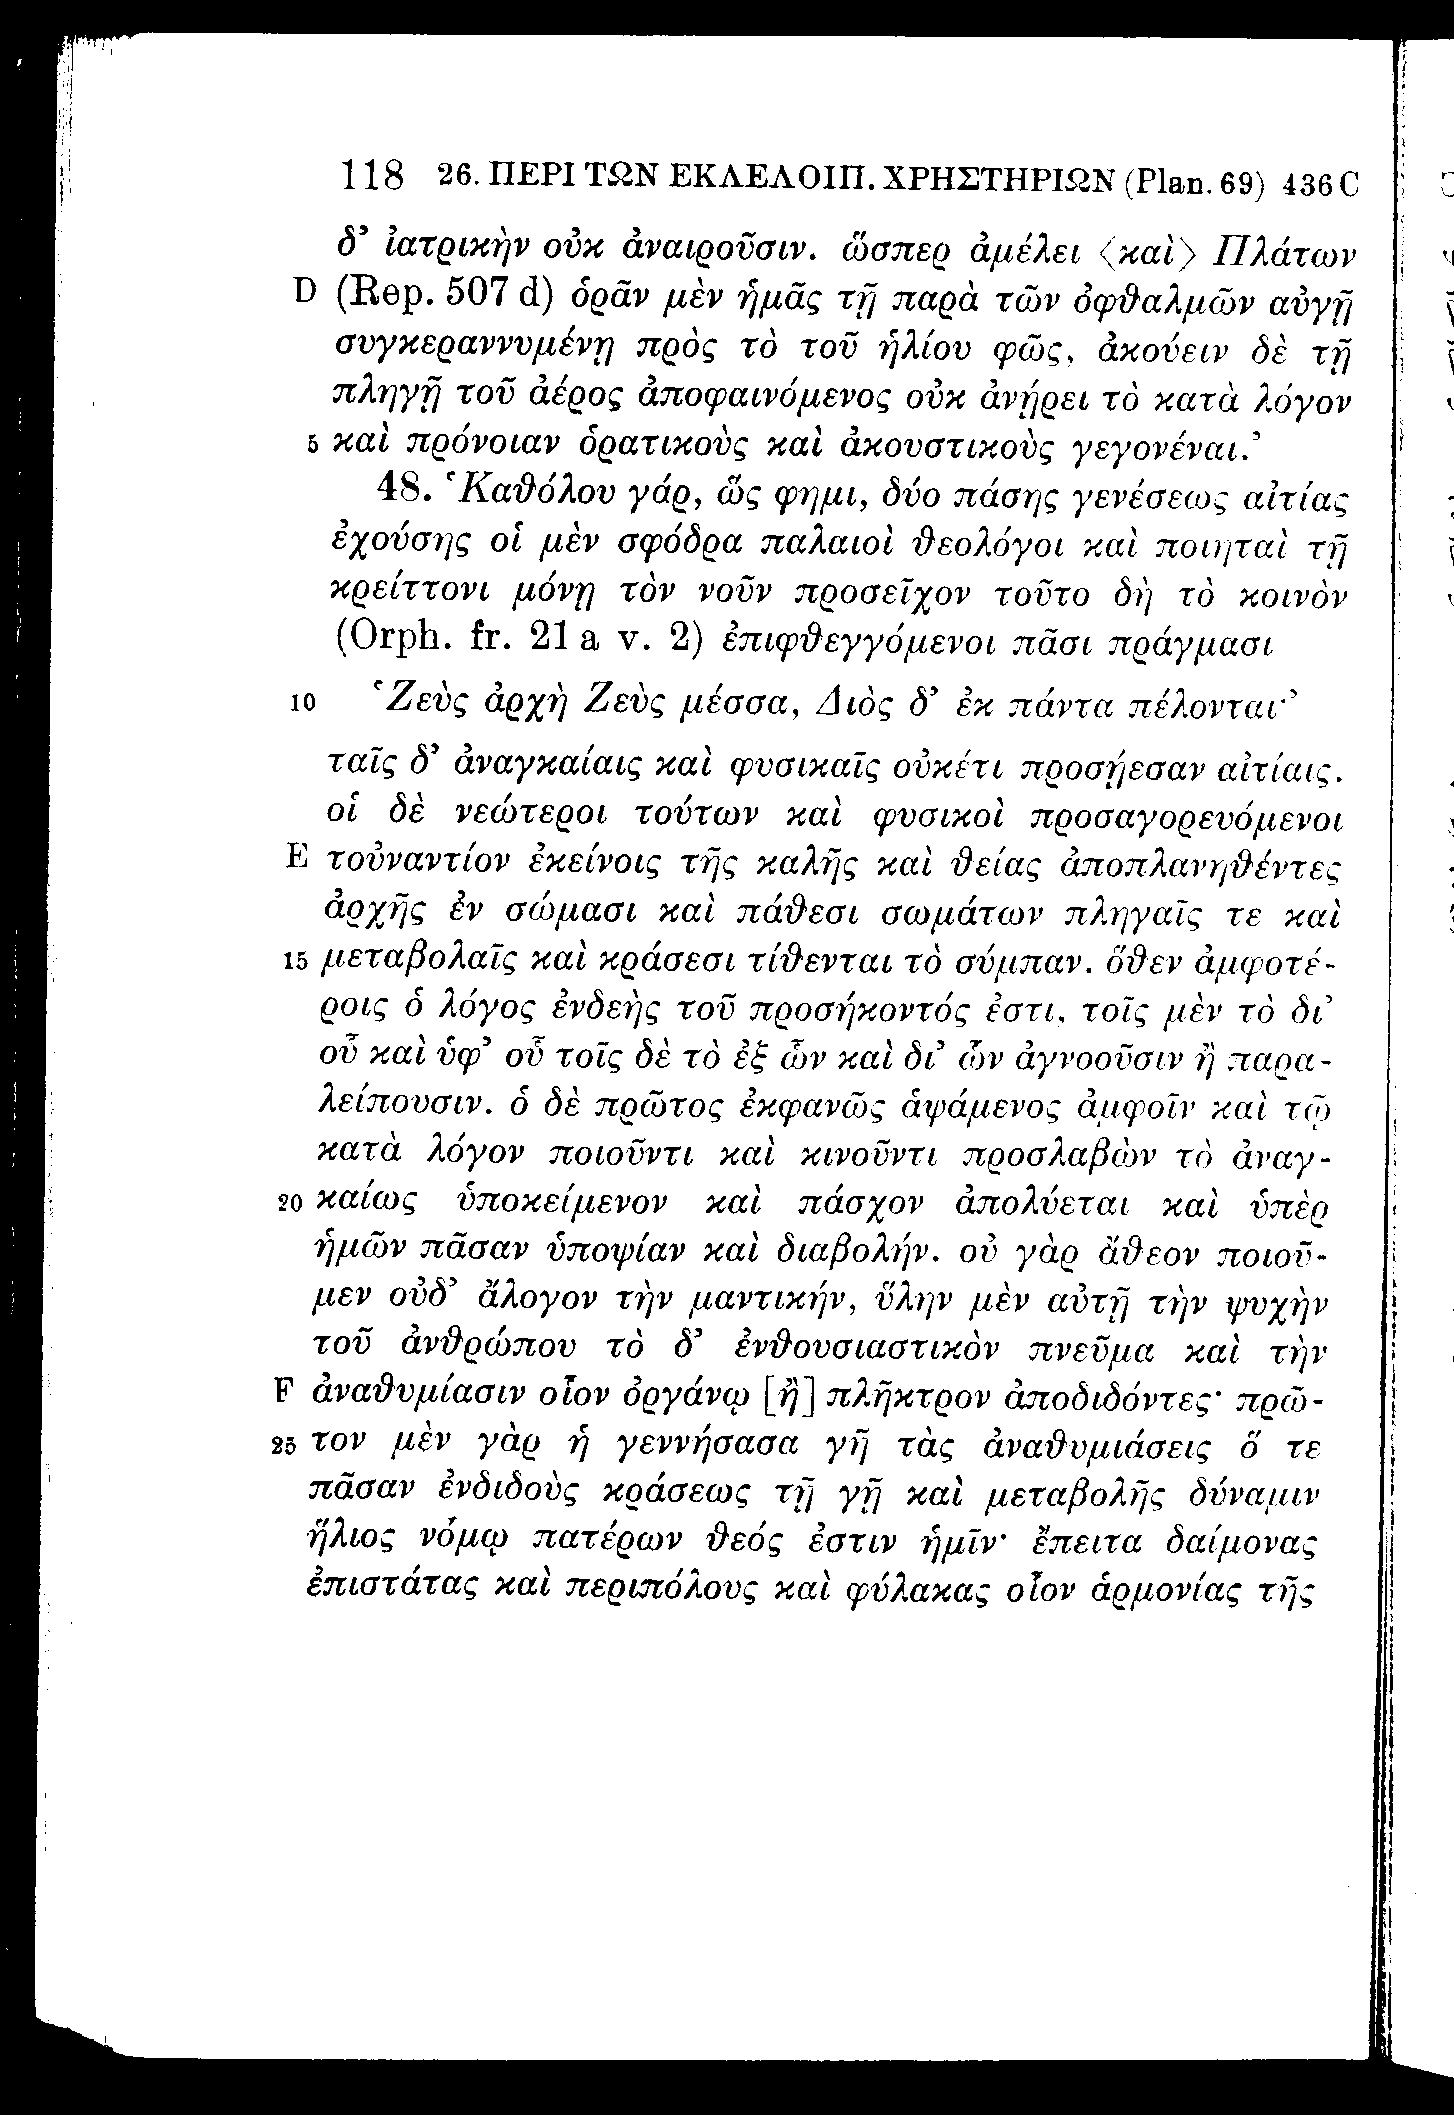 118 26. ΠΕΡΙ ΤΩΝ ΕΚΛΕΛΟΙΠ. ΧΡΗΣΤΗΡΙΩΝ (Plan. 69) 436 C
δ’ ἰατρικὴν οὐκ ἀναιροῦσιν. ὥσπερ ἀμέλει ⟨καὶ⟩ Πλάτων
D (Rep. 507 d) ὁρᾶν μὲν ἡμᾶς τῇ παρὰ τῶν ὀφθαλμῶν αὐγῇ
συγκεραννυμένῃ πρὸς τὸ τοῦ ἡλίου φῶς, ἀκούειν δὲ τῇ
πληγῇ τοῦ ἀέρος ἀποφαινόμενος οὐκ ἀνῄρει τὸ κατὰ λόγον
5 καὶ πρόνοιαν ὁρατικοὺς καὶ ἀκουστικοὺς γεγονέναι.’
48. ‘Καθόλου γάρ, ὥς φημι, δύο πάσης γενέσεως αἰτίας
ἐχούσης οἱ μὲν σφόδρα παλαιοὶ θεολόγοι καὶ ποιηταὶ τῇ
κρείττονι μόνῃ τὸν νοῦν προσεῖχον τοῦτο δὴ τὸ κοινὸν
(Orph. fr. 21 a v. 2) ἐπιφθεγγόμενοι πᾶσι πράγμασι
10 ‘Ζεὺς ἀρχὴ Ζεὺς μέσσα, Διὸς δ’ ἐκ πάντα πέλονται·’
ταῖς δ’ ἀναγκαίαις καὶ φυσικαῖς οὐκέτι προσῄεσαν αἰτίαις.
οἱ δὲ νεώτεροι τούτων καὶ φυσικοὶ προσαγορευόμενοι
E τοὐναντίον ἐκείνοις τῆς καλῆς καὶ θείας ἀποπλανηθέντες
ἀρχῆς ἐν σώμασι καὶ πάθεσι σωμάτων πληγαῖς τε καὶ
15 μεταβολαῖς καὶ κράσεσι τίθενται τὸ σύμπαν. ὅθεν ἀμφοτέ-
ροις ὁ λόγος ἐνδεὴς τοῦ προσήκοντός ἐστι, τοῖς μὲν τὸ δι’
οὗ καὶ ὑφ’ οὗ τοῖς δὲ τὸ ἐξ ὧν καὶ δι’ ὧν ἀγνοοῦσιν ἢ παρα-
λείπουσιν. ὁ δὲ πρῶτος ἐκφανῶς ἁψάμενος ἀμφοῖν καὶ τῷ
κατὰ λόγον ποιοῦντι καὶ κινοῦντι προσλαβὼν τὸ ἀναγ-
20 καίως ὑποκείμενον καὶ πάσχον ἀπολύεται καὶ ὑπὲρ
ἡμῶν πᾶσαν ὑποψίαν καὶ διαβολήν. οὐ γὰρ ἄθεον ποιοῦ-
μεν οὐδ’ ἄλογον τὴν μαντικήν, ὕλην μὲν αὐτῇ τὴν ψυχὴν
τοῦ ἀνθρώπου τὸ δ’ ἐνθουσιαστικὸν πνεῦμα καὶ τὴν
F ἀναθυμίασιν οἷον ὀργάνῳ [ἢ] πλῆκτρον ἀποδιδόντες· πρῶ-
25 τον μὲν γὰρ ἡ γεννήσασα γῆ τὰς ἀναθυμιάσεις ὅ τε
πᾶσαν ἐνδιδοὺς κράσεως τῇ γῇ καὶ μεταβολῆς δύναμιν
ἥλιος νόμῳ πατέρων θεός ἐστιν ἡμῖν· ἔπειτα δαίμονας
ἐπιστάτας καὶ περιπόλους καὶ φύλακας οἷον ἁρμονίας τῆς